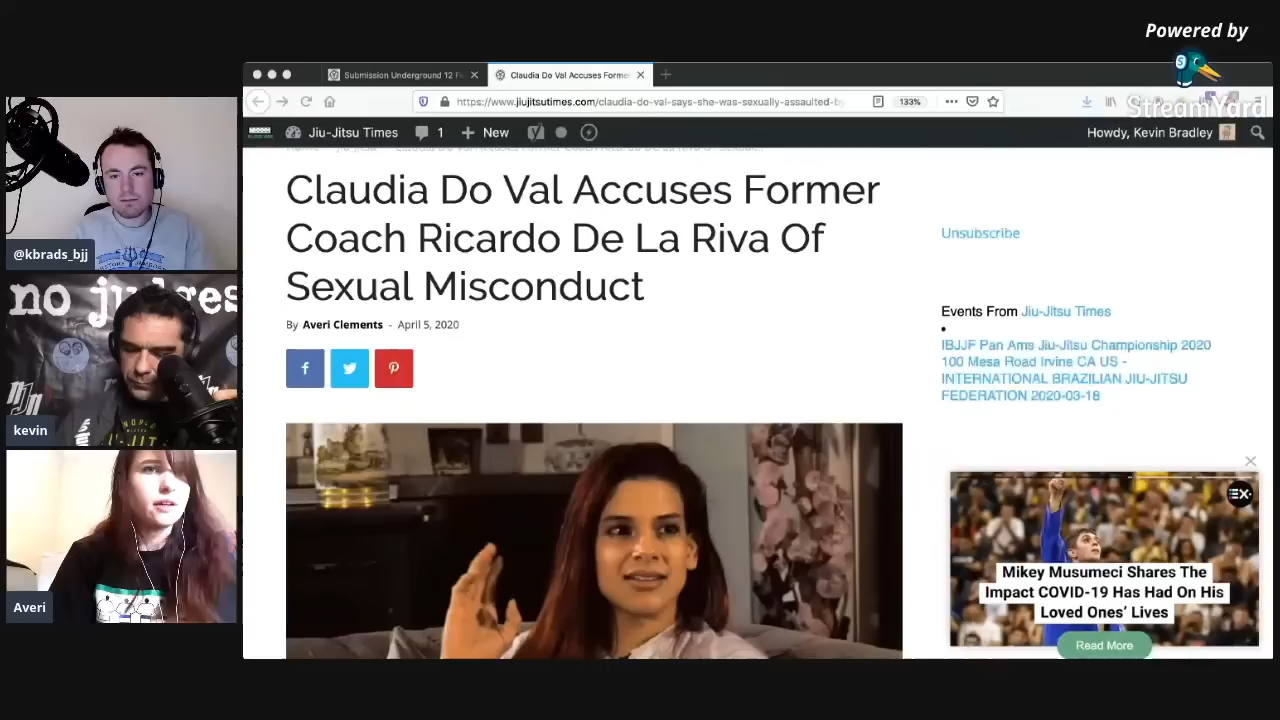 Powered by
StreamYard
Submission Underground 12
Claudia Do Val Accuses Former
https://www.jiujitsutimes.com/claudia-do-val-says-she-was-sexually-assaulted-b
133%
Jiu-Jitsu Times
1
New
Howdy, Kevin Bradley
Claudia Do Val Accuses Former
Coach Ricardo De La Riva Of
Sexual Misconduct
By Averi Clements - April 5, 2020
Unsubscribe
Events From Jiu-Jitsu Times
IBJJF Pan Ams Jiu-Jitsu Championship 2020
100 Mesa Road Irvine CA US -
INTERNATIONAL BRAZILIAN JIU-JITSU
FEDERATION 2020-03-18
EX
Mikey Musumeci Shares The
Impact COVID-19 Has Had On His
Loved Ones' Lives
Read More
@kbrads_bjj
no judges
njn
kevin
Averi